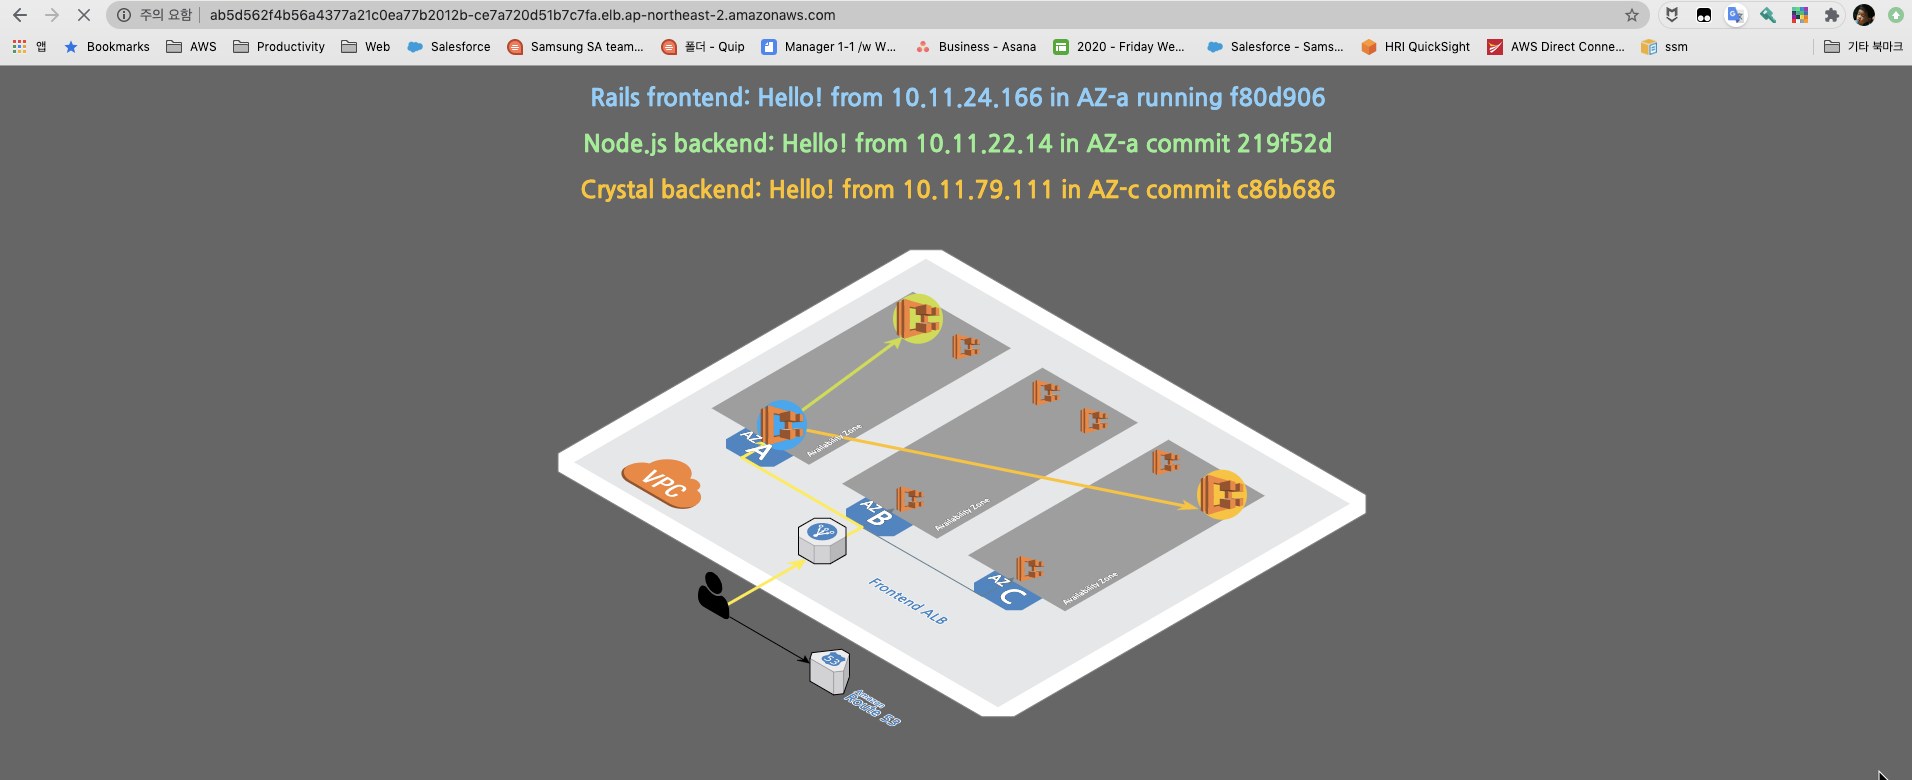 주의 요함 ab5d562f4b56a4377a21c0ea77b2012b-ce7a720d51b7c7fa.elb.ap-northeast-2.amazonaws.com
앱 Bookmarks AWS Productivity Web Salesforce Samsung SA team... 폴더 - Quip Manager 1-1 /w W... Business - Asana 2020 - Friday We... Salesforce - Sams... HRI QuickSight AWS Direct Conne... ssm 기타 북마크
Rails frontend: Hello! from 10.11.24.166 in AZ-a running f80d906
Node.js backend: Hello! from 10.11.22.14 in AZ-a commit 219f52d
Crystal backend: Hello! from 10.11.79.111 in AZ-c commit c86b686
AZ A
Availability Zone
VPC
AZ B
Availability Zone
AZ C
Availability Zone
Frontend ALB
53
Amazon
Route 53